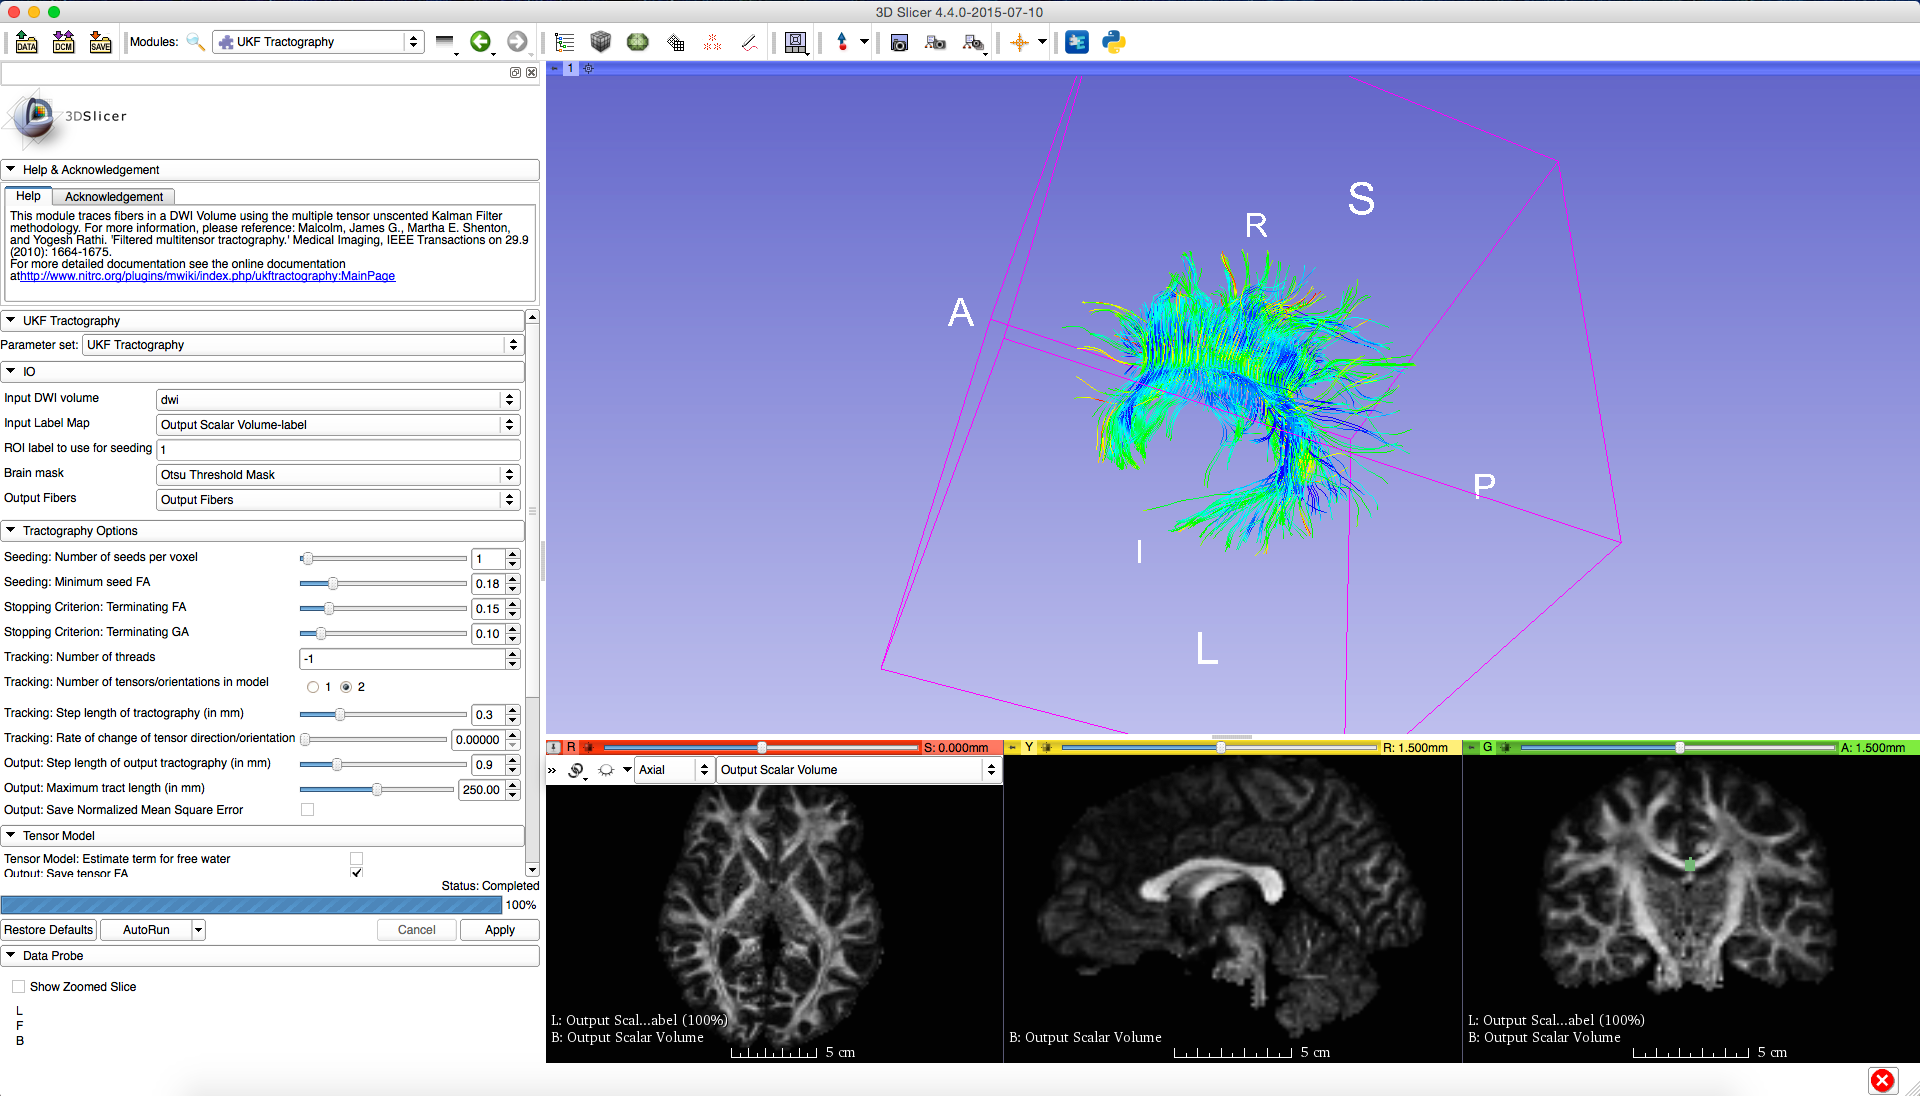 3D Slicer 4.4.0-2015-07-10
DATA
DCM
SAVE
Modules:
UKF Tractography
1
3DSlicer
Help & Acknowledgement
Help
Acknowledgement
This module traces fibers in a DWI Volume using the multiple tensor unscented Kalman Filter
methodology. For more information, please reference: Malcolm, James G., Martha E. Shenton,
and Yogesh Rathi. 'Filtered multitensor tractography.' Medical Imaging, IEEE Transactions on 29.9
(2010): 1664-1675.
For more detailed documentation see the online documentation
athttp://www.nitrc.org/plugins/mwiki/index.php/ukftractography:MainPage
UKF Tractography
Parameter set: UKF Tractography
IO
Input DWI volume dwi
Input Label Map Output Scalar Volume-label
ROI label to use for seeding 1
Brain mask Otsu Threshold Mask
Output Fibers Output Fibers
Tractography Options
Seeding: Number of seeds per voxel 1
Seeding: Minimum seed FA 0.18
Stopping Criterion: Terminating FA 0.15
Stopping Criterion: Terminating GA 0.10
Tracking: Number of threads -1
Tracking: Number of tensors/orientations in model 1 2
Tracking: Step length of tractography (in mm) 0.3
Tracking: Rate of change of tensor direction/orientation 0.00000
Output: Step length of output tractography (in mm) 0.9
Output: Maximum tract length (in mm) 250.00
Output: Save Normalized Mean Square Error
Tensor Model
Tensor Model: Estimate term for free water
Output: Save tensor FA
Status: Completed
100%
Restore Defaults
AutoRun
Cancel
Apply
Data Probe
Show Zoomed Slice
L
F
B
S
R
A
P
I
L
R
S: 0.000mm
Y
R: 1.500mm
G
A: 1.500mm
»
Axial
Output Scalar Volume
L: Output Scal...abel (100%)
B: Output Scalar Volume
5 cm
B: Output Scalar Volume
5 cm
L: Output Scal...abel (100%)
B: Output Scalar Volume
5 cm